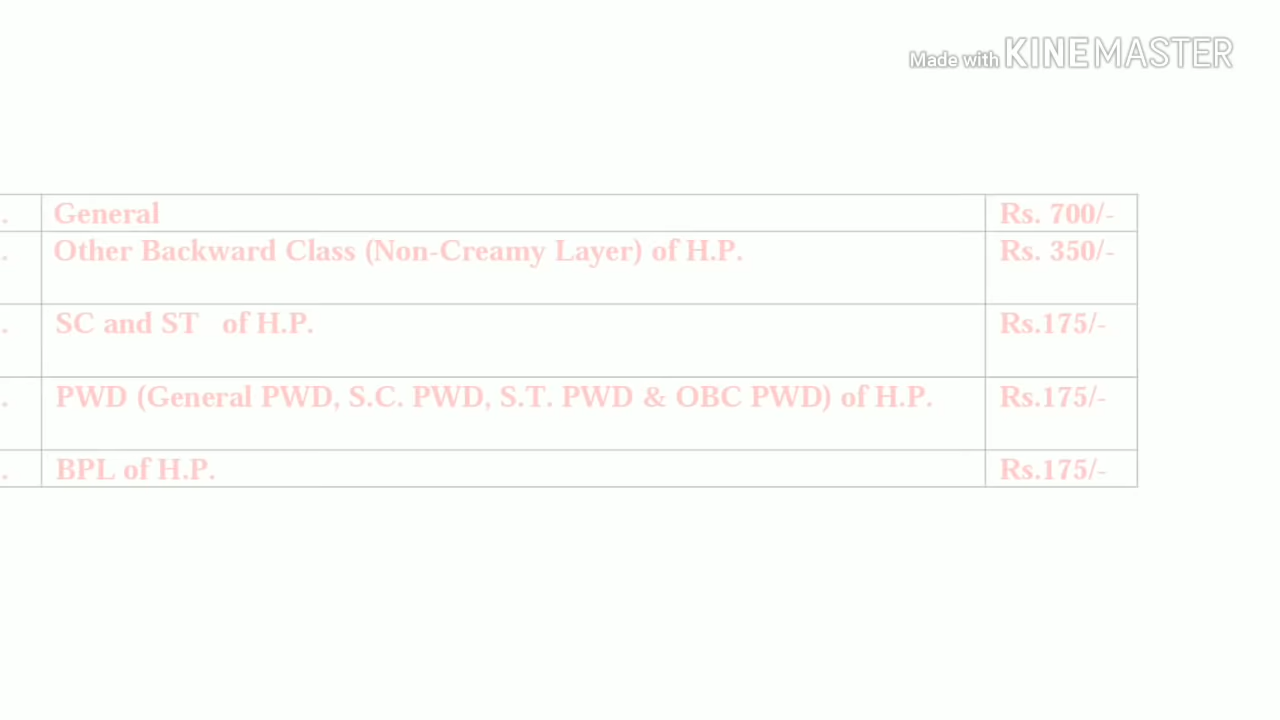 Made with KINEMASTER
. General Rs. 700/-
. Other Backward Class (Non-Creamy Layer) of H.P. Rs. 350/-
. SC and ST of H.P. Rs.175/-
. PWD (General PWD, S.C. PWD, S.T. PWD & OBC PWD) of H.P. Rs.175/-
. BPL of H.P. Rs.175/-